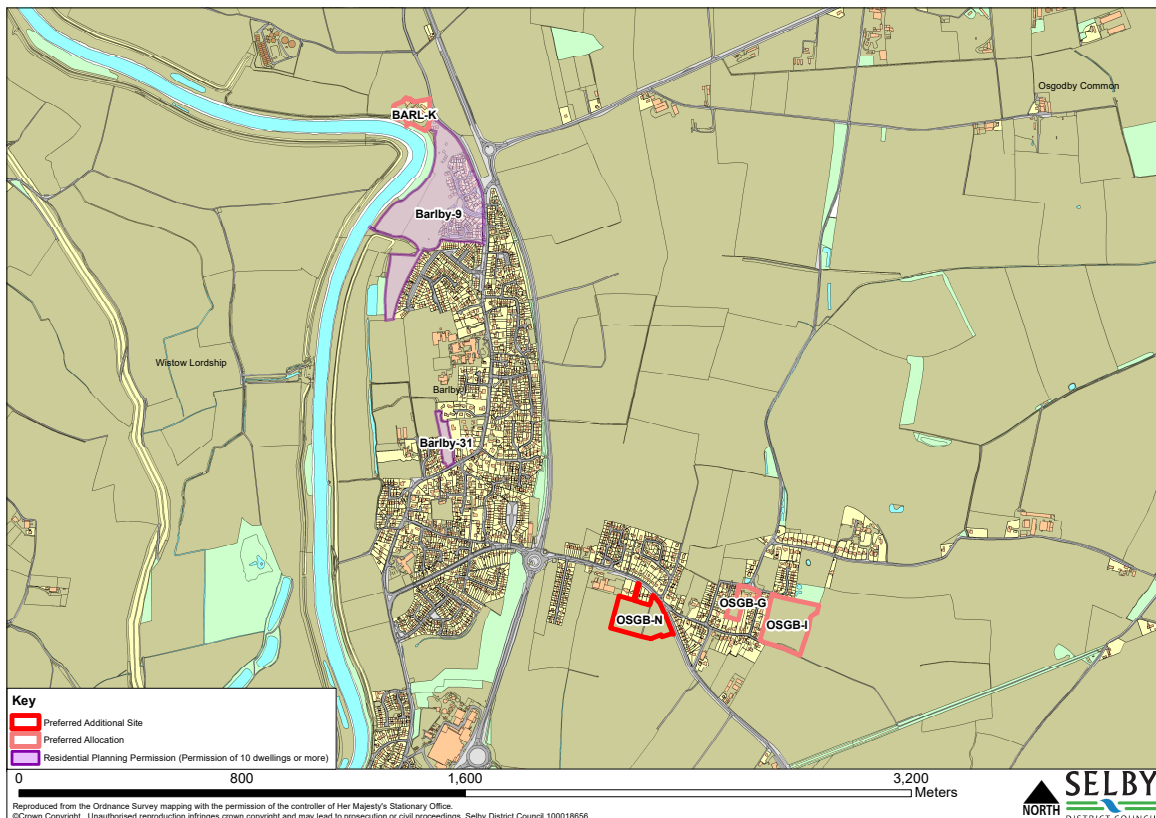 Osgodby Common
BARL-K
Barlby-9
Wistow Lordship
Barlby
Barlby-31
OSGB-G
OSGB-N
OSGB-I
Key
Preferred Additional Site
Preferred Allocation
Residential Planning Permission (Permission of 10 dwellings or more)
0 800 1,600 3,200
Meters
Reproduced from the Ordnance Survey mapping with the permission of the controller of Her Majesty's Stationary Office.
©Crown Copyright. Unauthorised reproduction infringes crown copyright and may lead to prosecution or civil proceedings. Selby District Council 100018656
NORTH
SELBY
DISTRICT COUNCIL